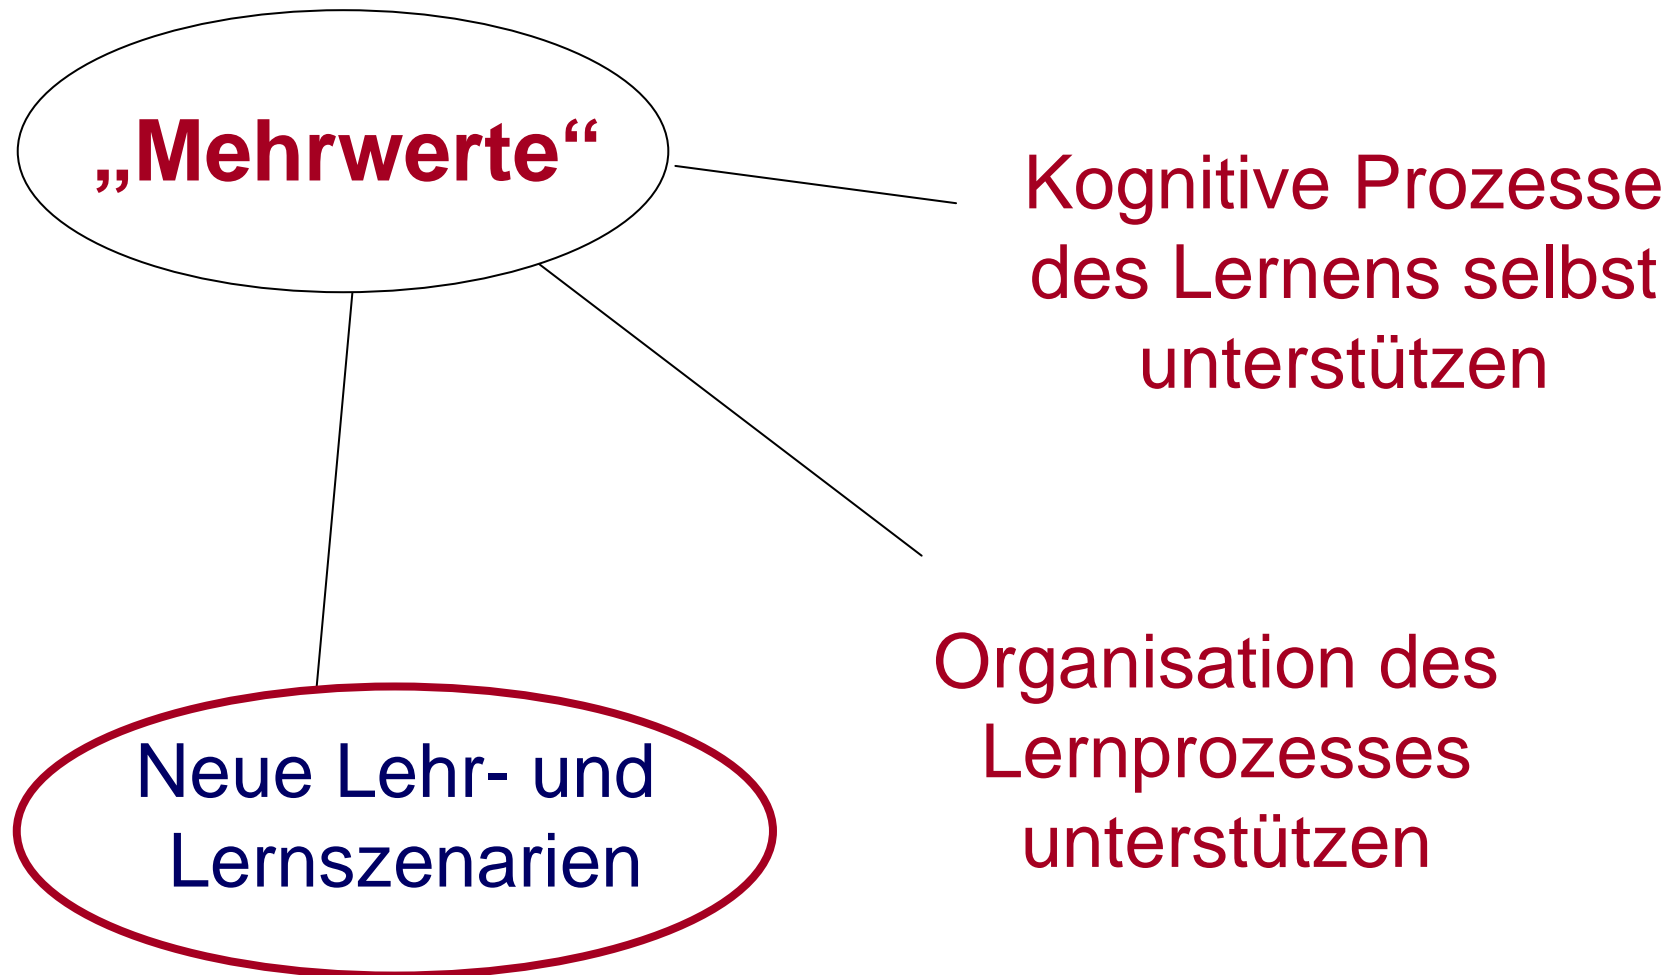 „Mehrwerte“
Kognitive Prozesse
des Lernens selbst
unterstützen
Organisation des
Lernprozesses
unterstützen
Neue Lehr- und
Lernszenarien